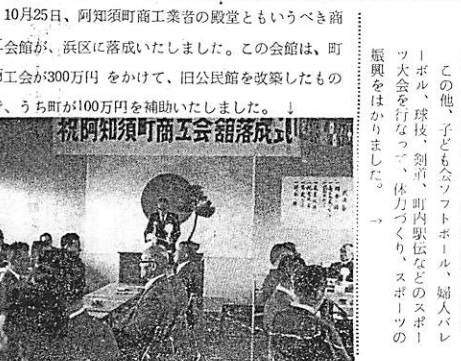 10月25日、阿知須町商工業者の殿堂ともいうべき商
工会館が、浜区に落成いたしました。この会館は、町
商工会が300万円をかけて、旧公民館を改築したもの
で、うち町が100万円を補助いたしました。 ↓
祝阿知須町商工会舘落成式
この他、子ども会ソフトボール、婦人バレ
ーボル、球技、剣道、町内駅伝などのスポー
ツ大会を行なって、体力づくり、スポーツの
振興をはかりました。 →